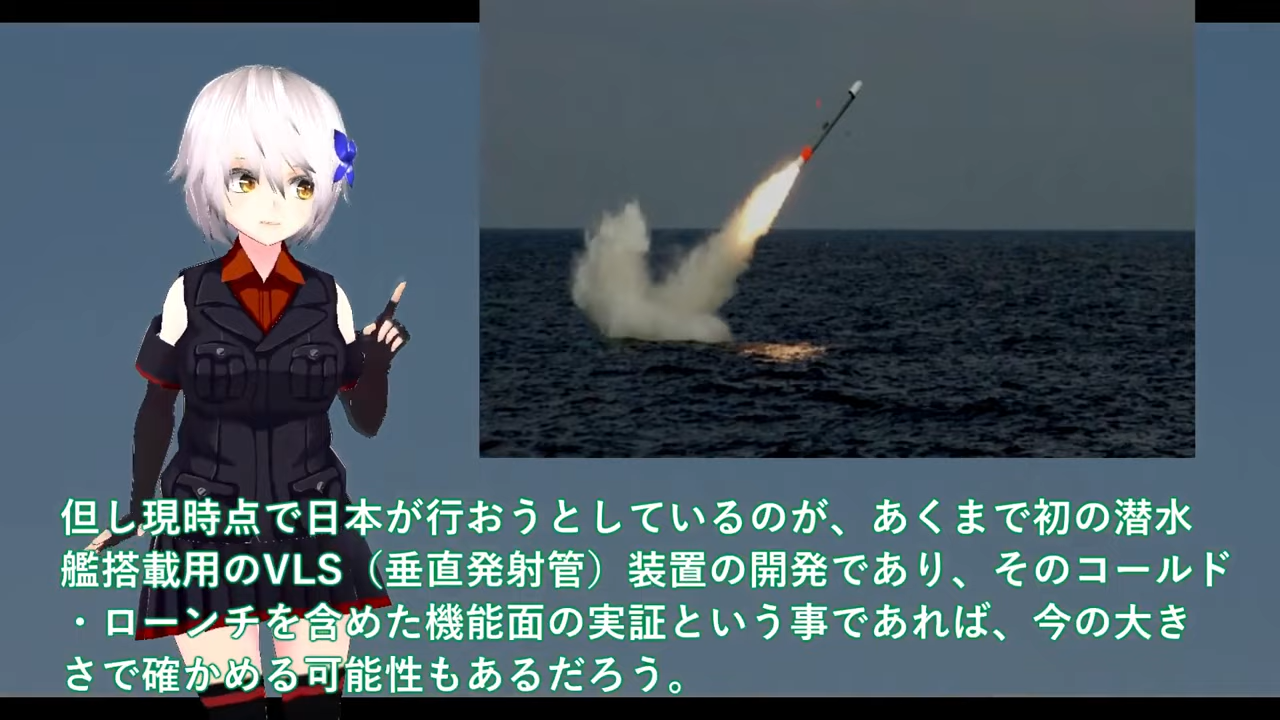 但し現時点で日本が行おうとしているのが、あくまで初の潜水
艦搭載用のVLS（垂直発射管）装置の開発であり、そのコールド
・ローンチを含めた機能面の実証という事であれば、今の大き
さで確かめる可能性もあるだろう。